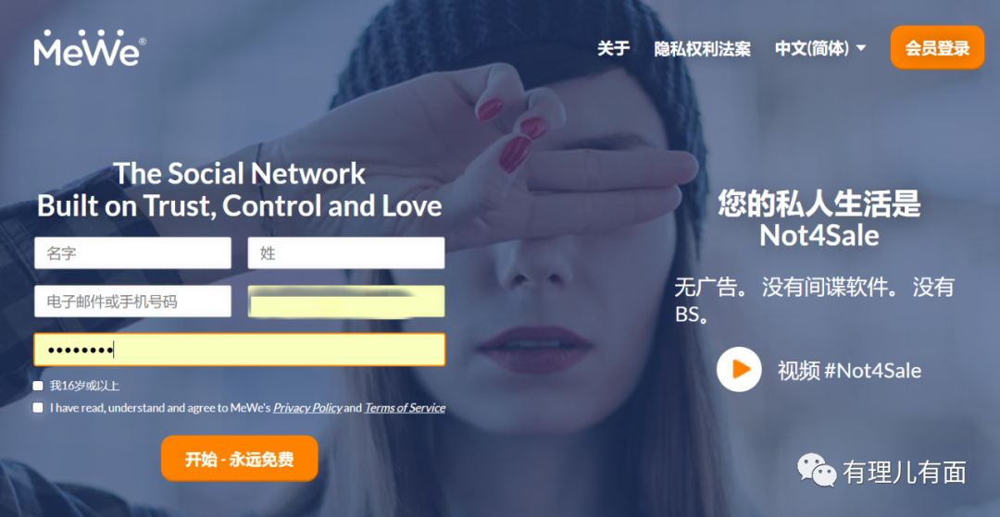 MeWe®
关于
隐私权利法案
中文(简体)
会员登录
The Social Network
Built on Trust, Control and Love
名字
姓
电子邮件或手机号码
••••••••
我16岁或以上
I have read, understand and agree to MeWe's Privacy Policy and Terms of Service
开始 - 永远免费
您的私人生活是
Not4Sale
无广告。 没有间谍软件。 没有
BS。
视频 #Not4Sale
有理儿有面